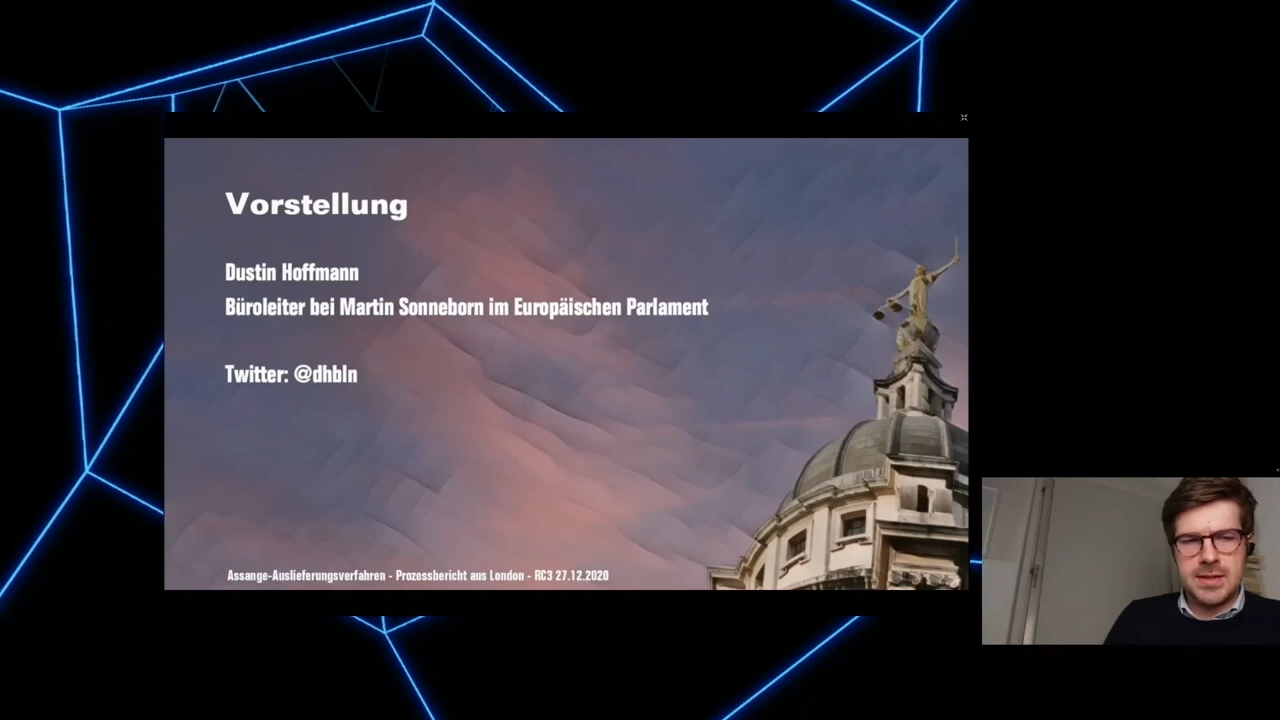 Vorstellung
Dustin Hoffmann
Büroleiter bei Martin Sonneborn im Europäischen Parlament
Twitter: @dhbln
Assange-Auslieferungsverfahren - Prozessbericht aus London - RC3 27.12.2020